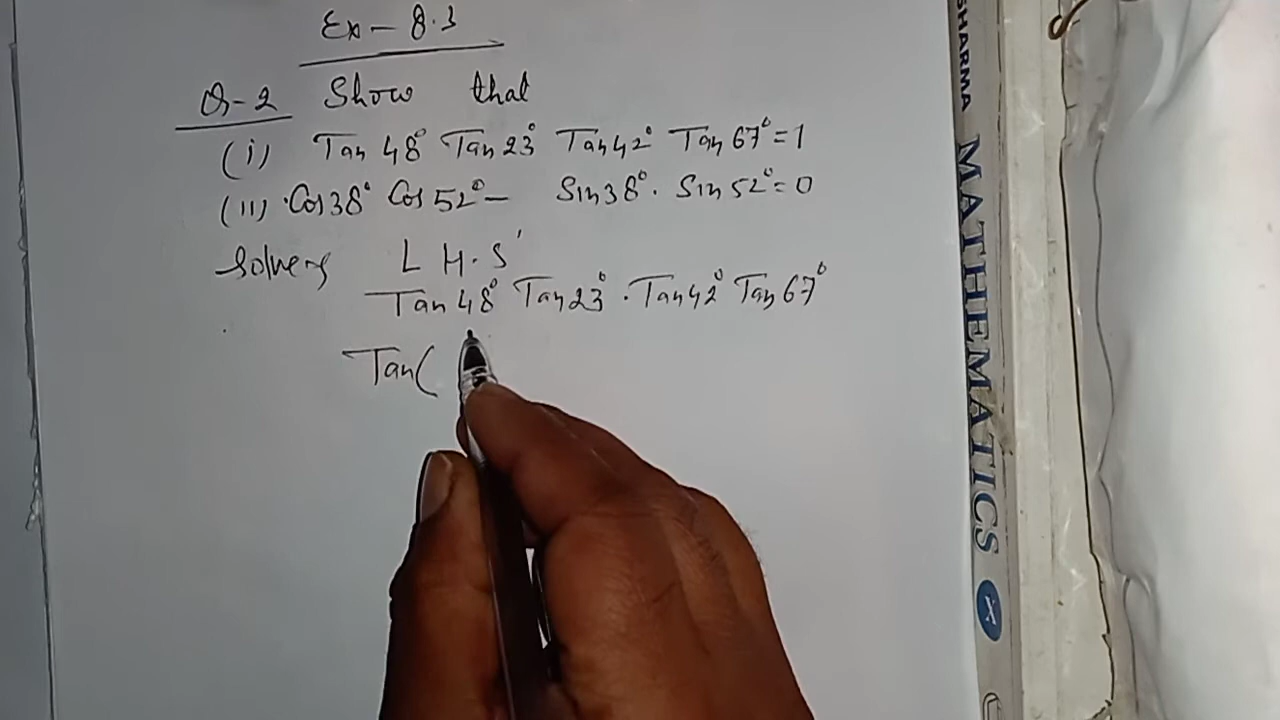 Ex - 8.3
Q-2 Show that
(i) Tan 48° Tan 23° Tan 42° Tan 67° = 1
(ii) Cos 38° Cos 52° - Sin 38° . Sin 52° = 0
L H.S'
Tan 48° Tan 23° . Tan 42° Tan 67°
Tan(
SHARMA MATHEMATICS X